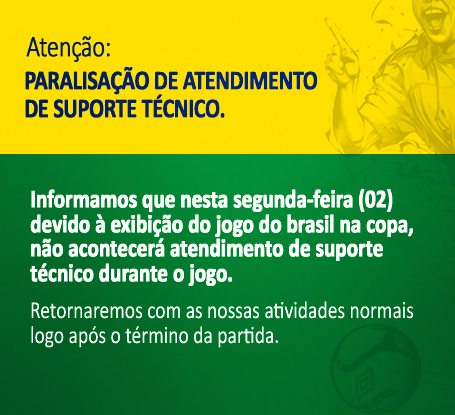 Atenção:
PARALISAÇÃO DE ATENDIMENTO
DE SUPORTE TÉCNICO.
Informamos que nesta segunda-feira (02)
devido à exibição do jogo do brasil na copa,
não acontecerá atendimento de suporte
técnico durante o jogo.
Retornaremos com as nossas atividades normais
logo após o término da partida.